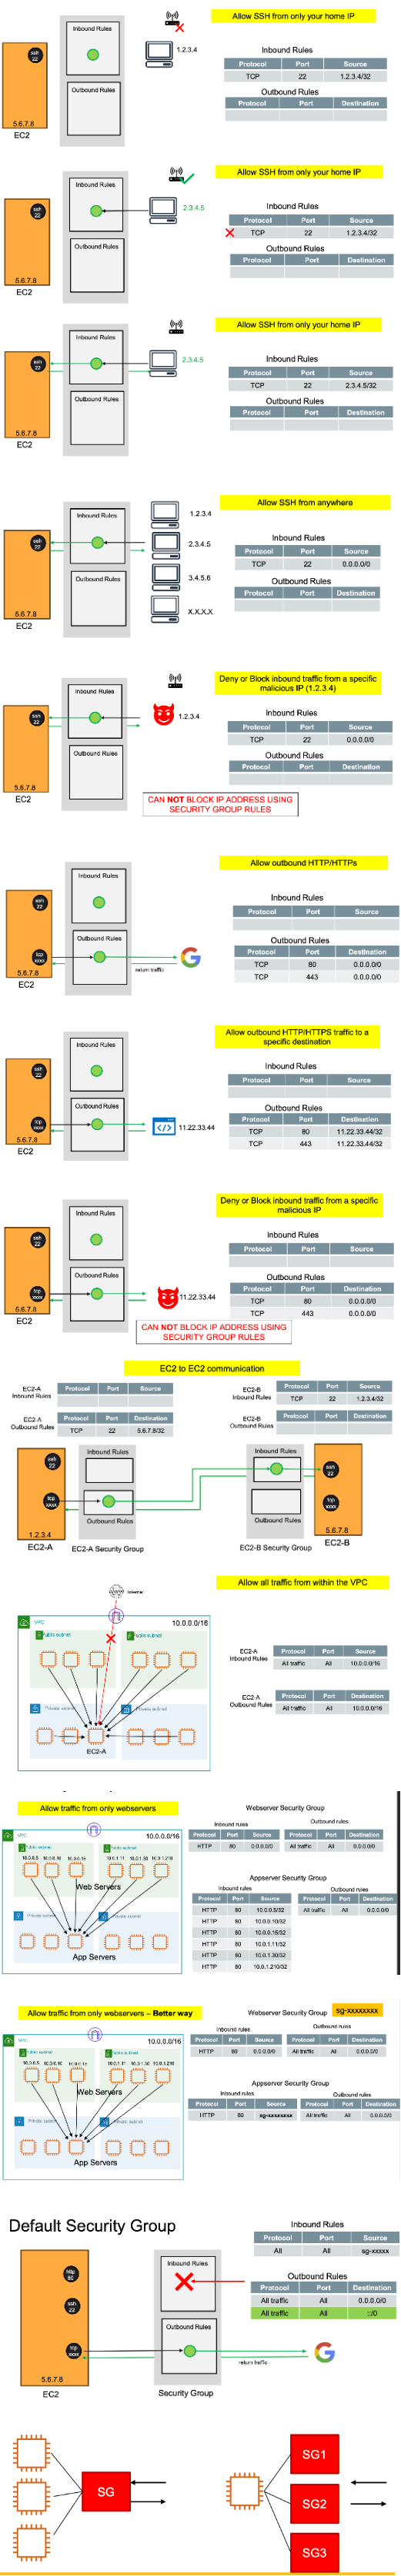 Allow SSH from only your home IP
Inbound Rules
Outbound Rules
ssh
22
5.6.7.8
EC2
1.2.3.4
Inbound Rules
Protocol Port Source
TCP 22 1.2.3.4/32
Outbound Rules
Protocol Port Destination
Allow SSH from only your home IP
Inbound Rules
Outbound Rules
ssh
22
5.6.7.8
EC2
2.3.4.5
Inbound Rules
Protocol Port Source
TCP 22 1.2.3.4/32
Outbound Rules
Protocol Port Destination
Allow SSH from only your home IP
Inbound Rules
Outbound Rules
ssh
22
5.6.7.8
EC2
2.3.4.5
Inbound Rules
Protocol Port Source
TCP 22 2.3.4.5/32
Outbound Rules
Protocol Port Destination
Allow SSH from anywhere
Inbound Rules
Outbound Rules
ssh
22
5.6.7.8
EC2
1.2.3.4
2.3.4.5
3.4.5.6
X.X.X.X
Inbound Rules
Protocol Port Source
TCP 22 0.0.0.0/0
Outbound Rules
Protocol Port Destination
Deny or Block inbound traffic from a specific
malicious IP (1.2.3.4)
Inbound Rules
Outbound Rules
ssh
22
5.6.7.8
EC2
1.2.3.4
Inbound Rules
Protocol Port Source
TCP 22 0.0.0.0/0
Outbound Rules
Protocol Port Destination
CAN NOT BLOCK IP ADDRESS USING
SECURITY GROUP RULES
Allow outbound HTTP/HTTPs
Inbound Rules
Outbound Rules
ssh
22
tcp
xxxx
5.6.7.8
EC2
return traffic
Inbound Rules
Protocol Port Source
Outbound Rules
Protocol Port Destination
TCP 80 0.0.0.0/0
TCP 443 0.0.0.0/0
Allow outbound HTTP/HTTPS traffic to a
specific destination
Inbound Rules
Outbound Rules
ssh
22
tcp
xxxx
5.6.7.8
EC2
11.22.33.44
Inbound Rules
Protocol Port Source
Outbound Rules
Protocol Port Destination
TCP 80 11.22.33.44/32
TCP 443 11.22.33.44/32
Deny or Block inbound traffic from a specific
malicious IP
Inbound Rules
Outbound Rules
ssh
22
tcp
xxxx
5.6.7.8
EC2
11.22.33.44
Inbound Rules
Protocol Port Source
Outbound Rules
Protocol Port Destination
TCP 80 0.0.0.0/0
TCP 443 0.0.0.0/0
CAN NOT BLOCK IP ADDRESS USING
SECURITY GROUP RULES
EC2 to EC2 communication
EC2-A
Inbound Rules
Protocol Port Source
EC2-A
Outbound Rules
Protocol Port Destination
TCP 22 5.6.7.8/32
EC2-B
Inbound Rules
Protocol Port Source
TCP 22 1.2.3.4/32
EC2-B
Outbound Rules
Protocol Port Destination
ssh
22
tcp
xxxx
1.2.3.4
EC2-A
Inbound Rules
Outbound Rules
EC2-A Security Group
Inbound Rules
Outbound Rules
EC2-B Security Group
ssh
22
tcp
xxxx
5.6.7.8
EC2-B
Allow all traffic from within the VPC
Internet
VPC
10.0.0.0/16
Public subnet
Public subnet
Private subnet
Private subnet
EC2-A
EC2-A
Inbound Rules
Protocol Port Source
All traffic All 10.0.0.0/16
EC2-A
Outbound Rules
Protocol Port Destination
All traffic All 10.0.0.0/16
Allow traffic from only webservers
VPC
10.0.0.0/16
Public subnet
Public subnet
10.0.0.5 10.0.0.10 10.0.0.15 10.0.1.11 10.0.1.30 10.0.1.210
Web Servers
Private subnet
Private subnet
App Servers
Webserver Security Group
Inbound rules
Outbound rules
Protocol Port Source
HTTP 80 0.0.0.0/0
Protocol Port Destination
All traffic All 0.0.0.0/0
Appserver Security Group
Inbound rules
Outbound rules
Protocol Port Source
HTTP 80 10.0.0.5/32
HTTP 80 10.0.0.10/32
HTTP 80 10.0.0.15/32
HTTP 80 10.0.1.11/32
HTTP 80 10.0.1.30/32
HTTP 80 10.0.1.210/32
Protocol Port Destination
All traffic All 0.0.0.0/0
Allow traffic from only webservers – Better way
VPC
10.0.0.0/16
Public subnet
Public subnet
10.0.0.5 10.0.0.10 10.0.0.15 10.0.1.11 10.0.1.30 10.0.1.210
Web Servers
Private subnet
Private subnet
App Servers
Webserver Security Group
sg-xxxxxxxx
Inbound rules
Outbound rules
Protocol Port Source
HTTP 80 0.0.0.0/0
Protocol Port Destination
All traffic All 0.0.0.0/0
Appserver Security Group
Inbound rules
Outbound rules
Protocol Port Source
HTTP 80 sg-xxxxxxxx
Protocol Port Destination
All traffic All 0.0.0.0/0
Default Security Group
http
80
ssh
22
tcp
xxxx
5.6.7.8
EC2
Inbound Rules
Outbound Rules
Security Group
return traffic
Inbound Rules
Protocol Port Source
All All sg-xxxxx
Outbound Rules
Protocol Port Destination
All traffic All 0.0.0.0/0
All traffic All ::/0
SG
SG1
SG2
SG3